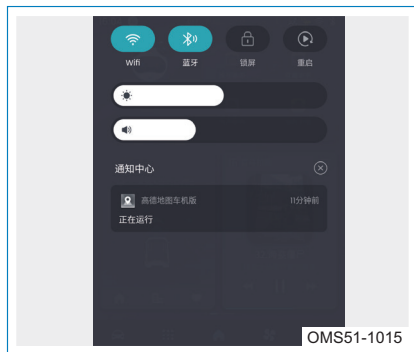 Wifi 蓝牙 锁屏 重启
通知中心
高德地图车机版 11分钟前
正在运行
OMS51-1015